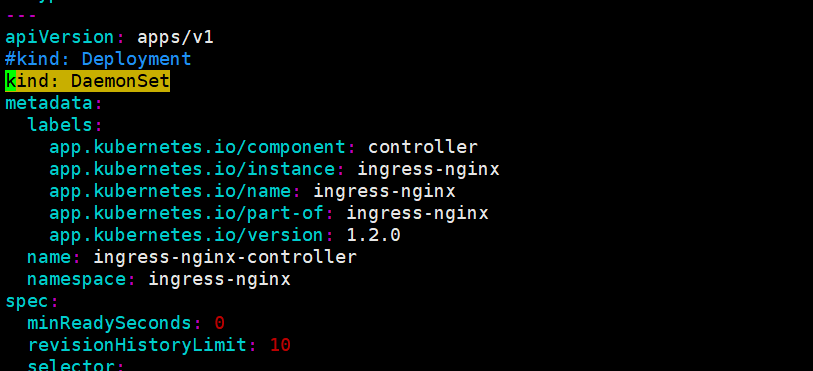 ---
apiVersion: apps/v1
#kind: Deployment
kind: DaemonSet
metadata:
  labels:
    app.kubernetes.io/component: controller
    app.kubernetes.io/instance: ingress-nginx
    app.kubernetes.io/name: ingress-nginx
    app.kubernetes.io/part-of: ingress-nginx
    app.kubernetes.io/version: 1.2.0
  name: ingress-nginx-controller
  namespace: ingress-nginx
spec:
  minReadySeconds: 0
  revisionHistoryLimit: 10
  selector: